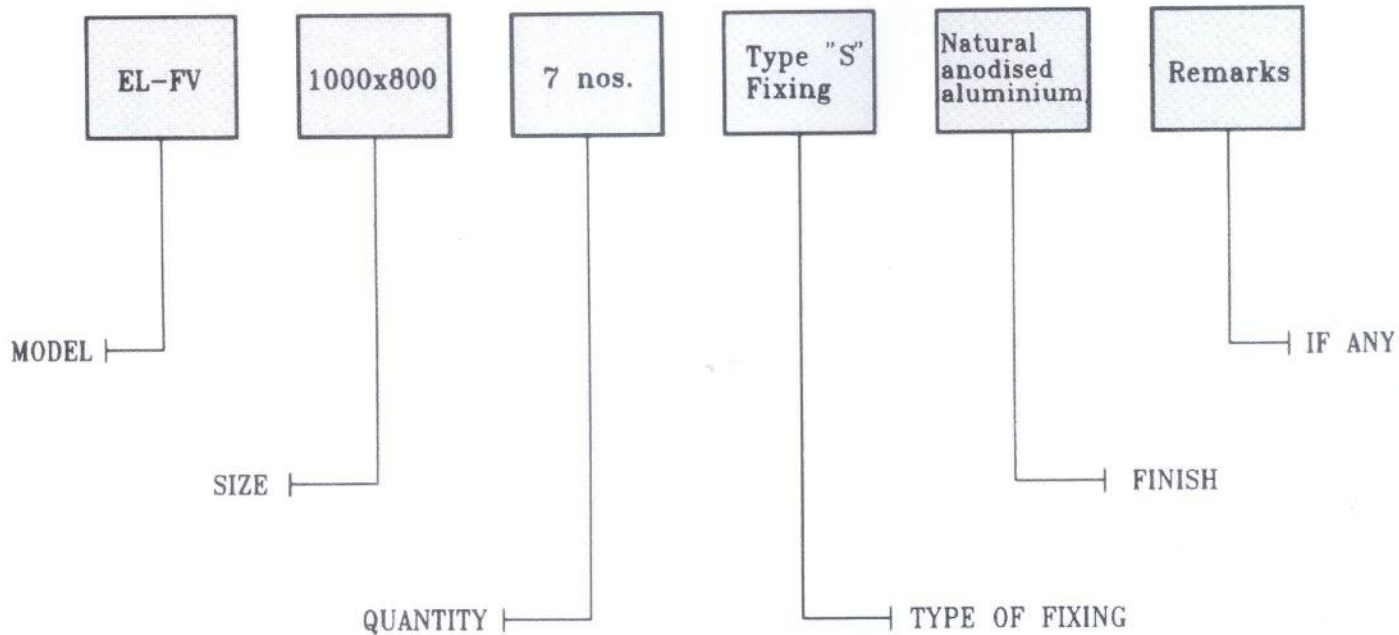 EL-FV
1000x800
7 nos.
Type "S"
Fixing
Natural
anodised
aluminium
Remarks
MODEL
IF ANY
SIZE
FINISH
QUANTITY
TYPE OF FIXING